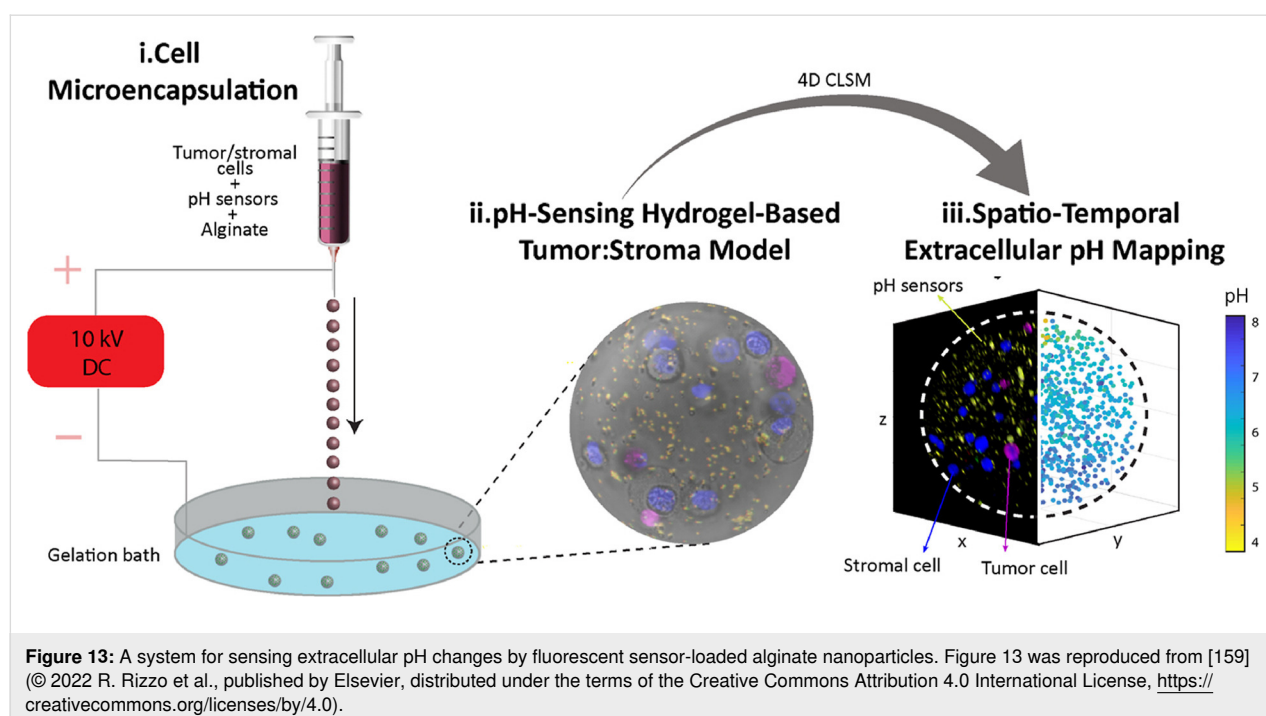 i.Cell
Microencapsulation
Tumor/stromal
cells
+
pH sensors
+
Alginate
+
10 kV
DC
−
Gelation bath
4D CLSM
ii.pH-Sensing Hydrogel-Based
Tumor:Stroma Model
iii.Spatio-Temporal
Extracellular pH Mapping
pH sensors
pH
8
7
6
5
4
z
x
y
Stromal cell
Tumor cell
Figure 13: A system for sensing extracellular pH changes by fluorescent sensor-loaded alginate nanoparticles. Figure 13 was reproduced from [159]
(© 2022 R. Rizzo et al., published by Elsevier, distributed under the terms of the Creative Commons Attribution 4.0 International License, https://
creativecommons.org/licenses/by/4.0).